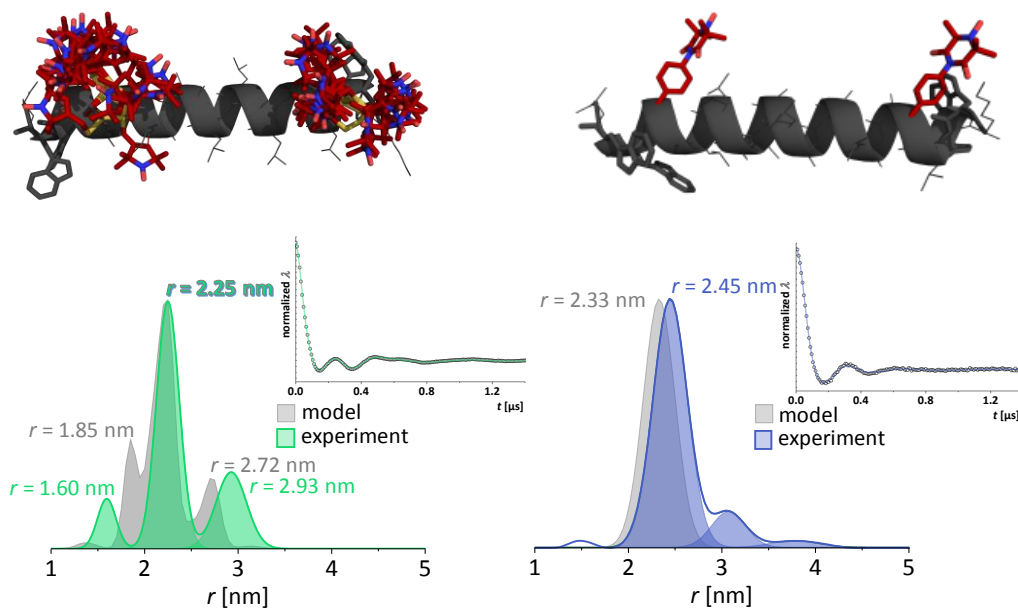 r = 2.25 nm
r = 1.85 nm
r = 1.60 nm
r = 2.72 nm
r = 2.93 nm
normalized λ
0.0 0.4 0.8 1.2
t [µs]
model
experiment
1 2 3 4 5
r [nm]
r = 2.33 nm
r = 2.45 nm
normalized λ
0.0 0.4 0.8 1.2
t [µs]
model
experiment
1 2 3 4 5
r [nm]